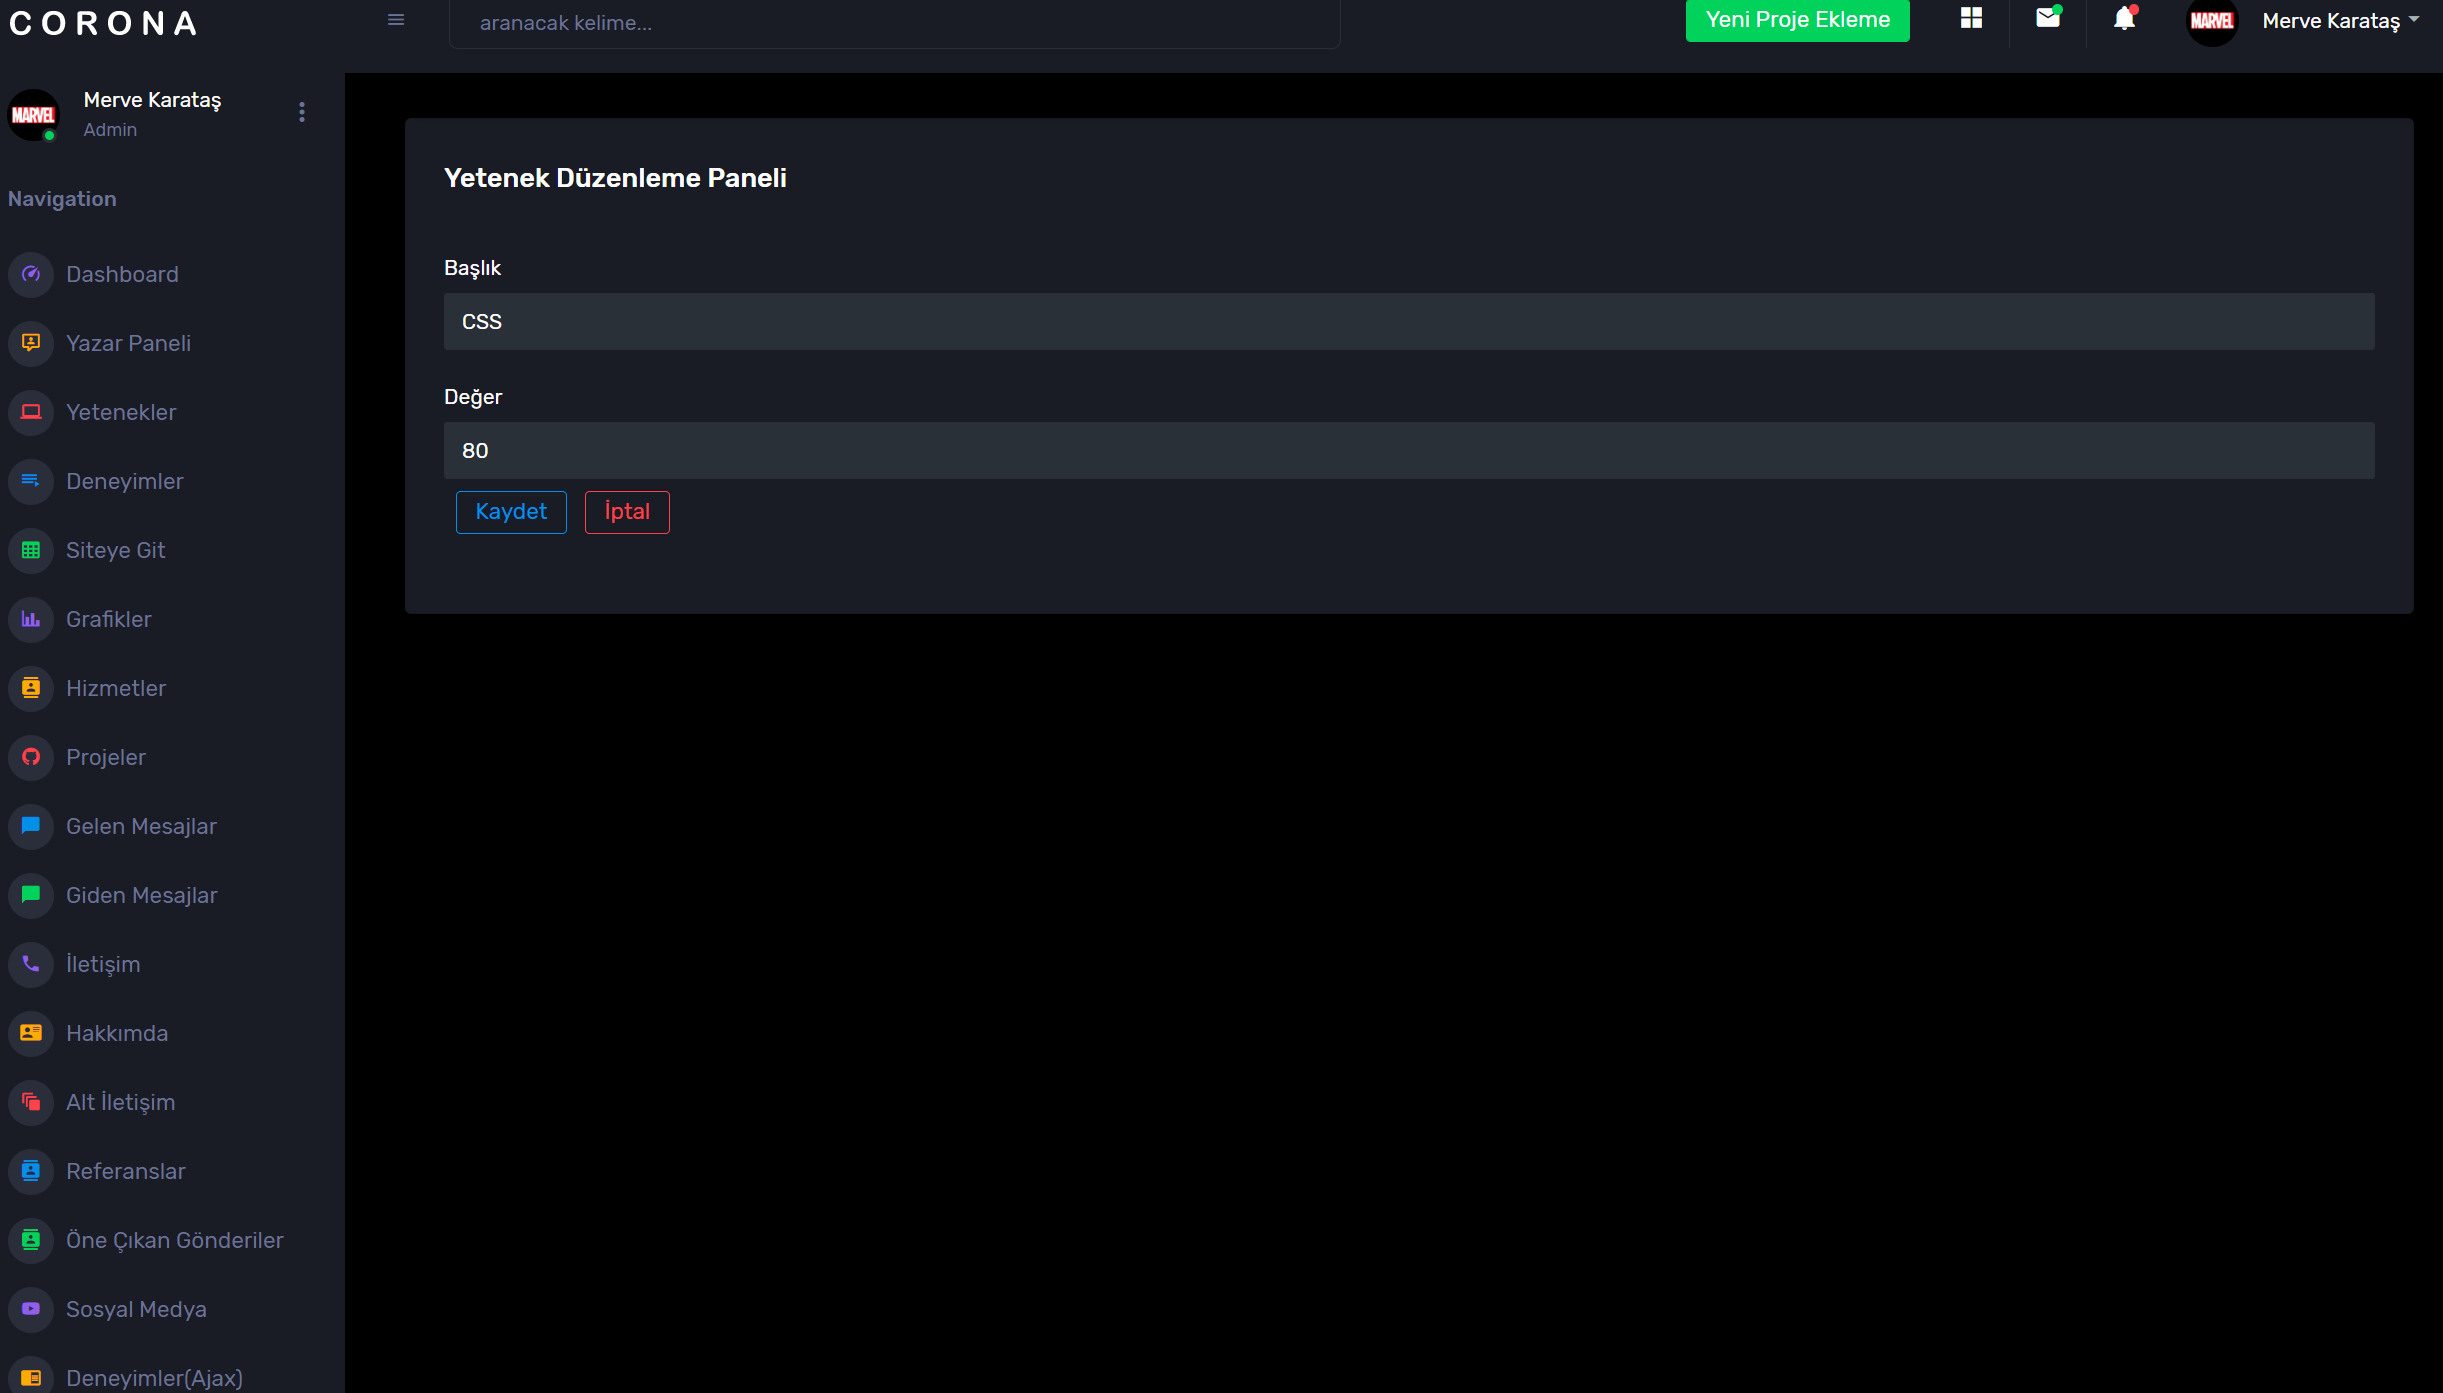 CORONA
aranacak kelime...
Yeni Proje Ekleme
MARVEL
Merve Karataş
MARVEL
Merve Karataş
Admin
Navigation
Dashboard
Yazar Paneli
Yetenekler
Deneyimler
Siteye Git
Grafikler
Hizmetler
Projeler
Gelen Mesajlar
Giden Mesajlar
İletişim
Hakkımda
Alt İletişim
Referanslar
Öne Çıkan Gönderiler
Sosyal Medya
Deneyimler(Ajax)
Yetenek Düzenleme Paneli
Başlık
CSS
Değer
80
Kaydet
İptal